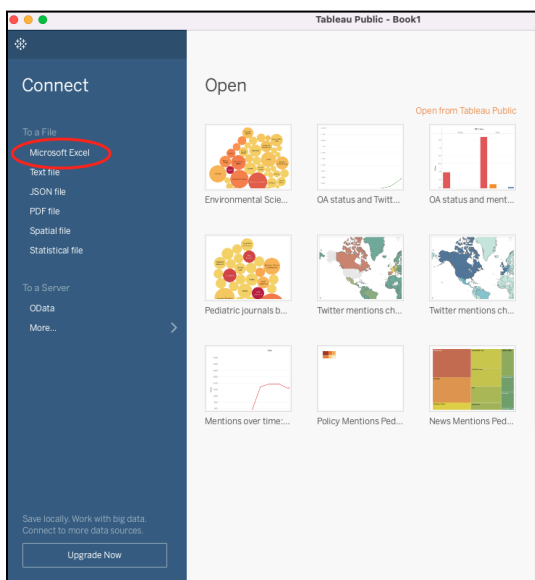 Tableau Public - Book1
Connect
To a File
Microsoft Excel
Text file
JSON file
PDF file
Spatial file
Statistical file
To a Server
OData
More...
Save locally. Work with big data.
Connect to more data sources.
Upgrade Now
Open
Open from Tableau Public
Environmental Scie...
OA status and Twitt...
OA status and ment...
Pediatric journals b...
Twitter mentions ch...
Twitter mentions ch...
Mentions over time:...
Policy Mentions Ped...
News Mentions Ped...